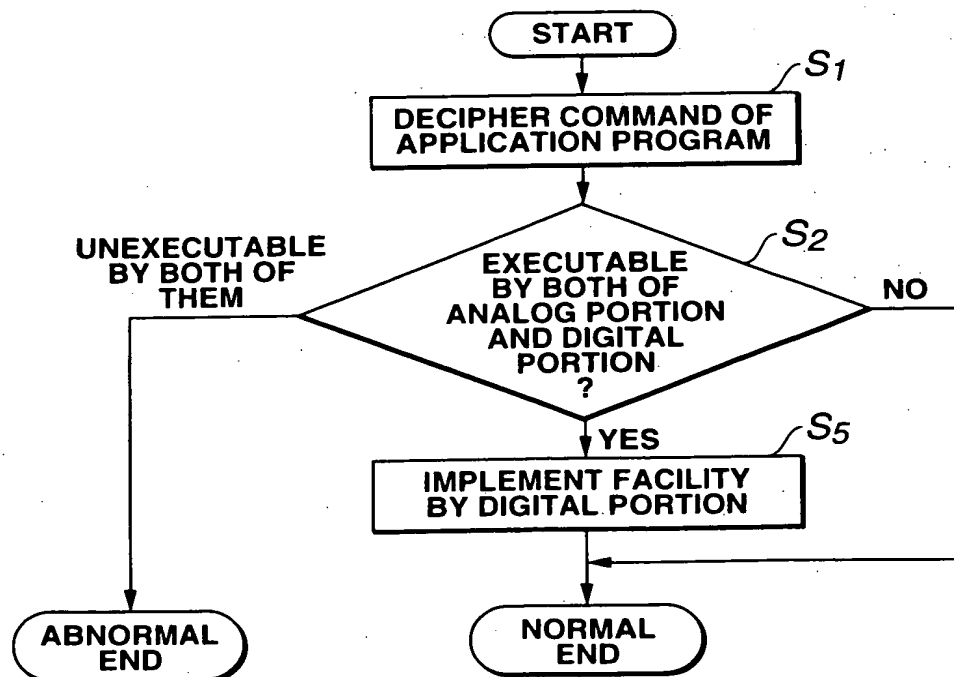 START
S1
DECIPHER COMMAND OF
APPLICATION PROGRAM
S2
UNEXECUTABLE
BY BOTH OF
THEM
EXECUTABLE
BY BOTH OF
ANALOG PORTION
AND DIGITAL
PORTION
?
NO
YES
S5
IMPLEMENT FACILITY
BY DIGITAL PORTION
ABNORMAL
END
NORMAL
END